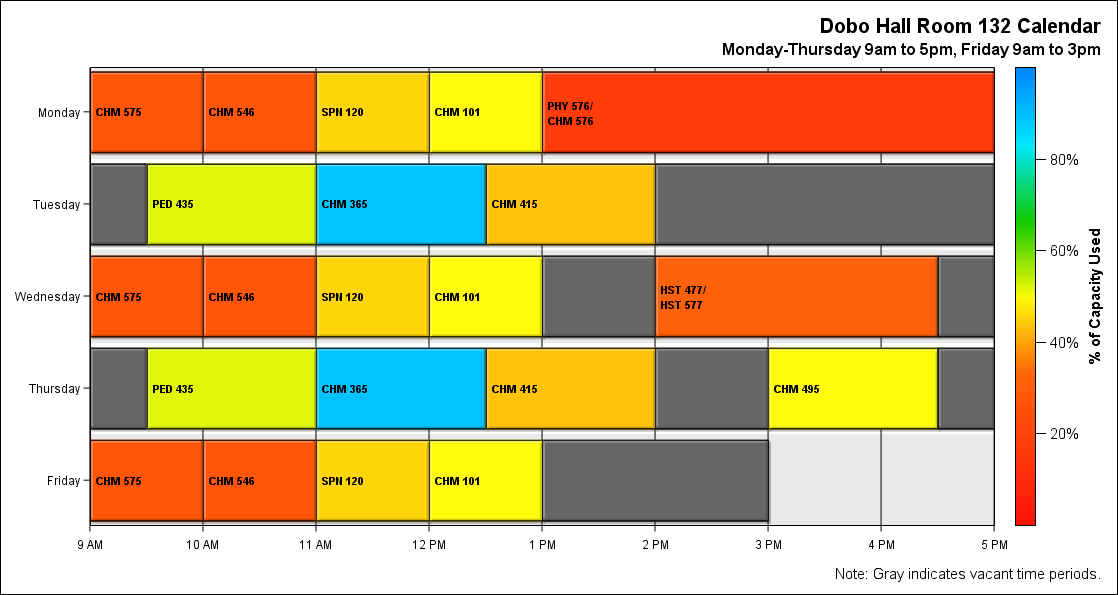 Dobo Hall Room 132 Calendar
Monday-Thursday 9am to 5pm, Friday 9am to 3pm
Monday
CHM 575
CHM 546
SPN 120
CHM 101
PHY 576/
CHM 576
Tuesday
PED 435
CHM 365
CHM 415
Wednesday
CHM 575
CHM 546
SPN 120
CHM 101
HST 477/
HST 577
Thursday
PED 435
CHM 365
CHM 415
CHM 495
Friday
CHM 575
CHM 546
SPN 120
CHM 101
9 AM
10 AM
11 AM
12 PM
1 PM
2 PM
3 PM
4 PM
5 PM
80%
60%
40%
20%
% of Capacity Used
Note: Gray indicates vacant time periods.